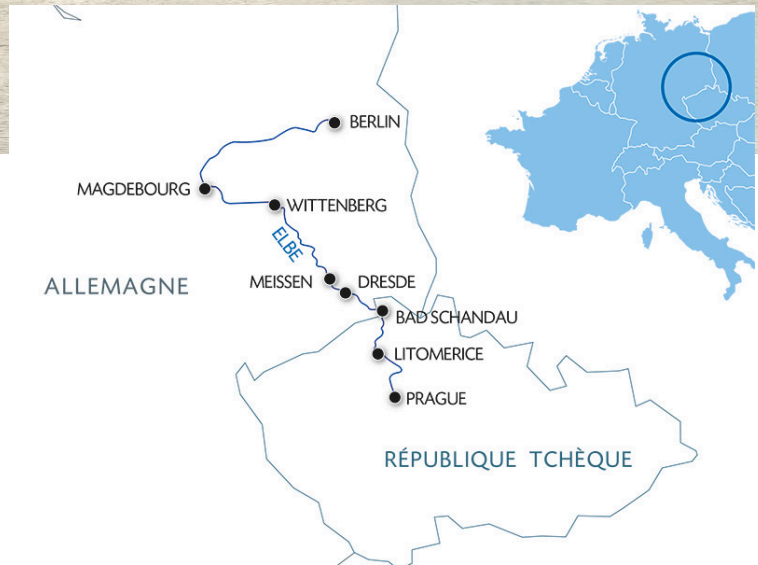 BERLIN
MAGDEBOURG
WITTENBERG
ELBE
MEISSEN
DRESDE
ALLEMAGNE
BAD SCHANDAU
LITOMERICE
PRAGUE
RÉPUBLIQUE TCHÈQUE